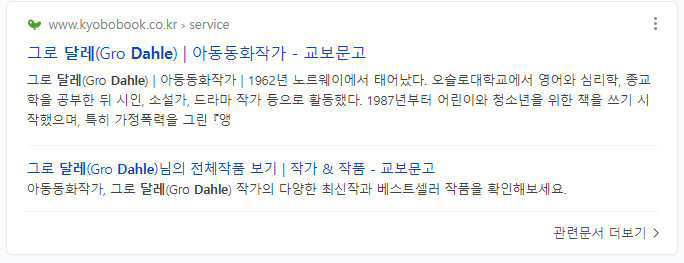 www.kyobobook.co.kr › service
그로 달레(Gro Dahle) | 아동동화작가 - 교보문고
그로 달레(Gro Dahle) | 아동동화작가 | 1962년 노르웨이에서 태어났다. 오슬로대학교에서 영어와 심리학, 종교
학을 공부한 뒤 시인, 소설가, 드라마 작가 등으로 활동했다. 1987년부터 어린이와 청소년을 위한 책을 쓰기 시
작했으며, 특히 가정폭력을 그린 『앵
그로 달레(Gro Dahle)님의 전체작품 보기 | 작가 & 작품 - 교보문고
아동동화작가, 그로 달레(Gro Dahle) 작가의 다양한 최신작과 베스트셀러 작품을 확인해보세요.
관련문서 더보기 >